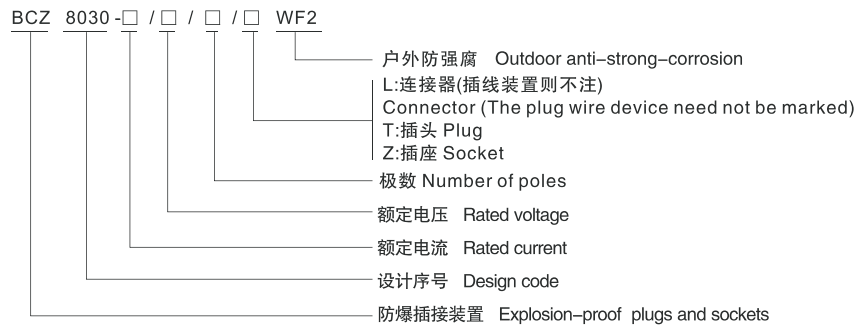 BCZ 8030-□/□/□/□ WF2
户外防强腐 Outdoor anti-strong-corrosion
L:连接器(插线装置则不注)
Connector (The plug wire device need not be marked)
T:插头 Plug
Z:插座 Socket
极数 Number of poles
额定电压 Rated voltage
额定电流 Rated current
设计序号 Design code
防爆插接装置 Explosion-proof plugs and sockets